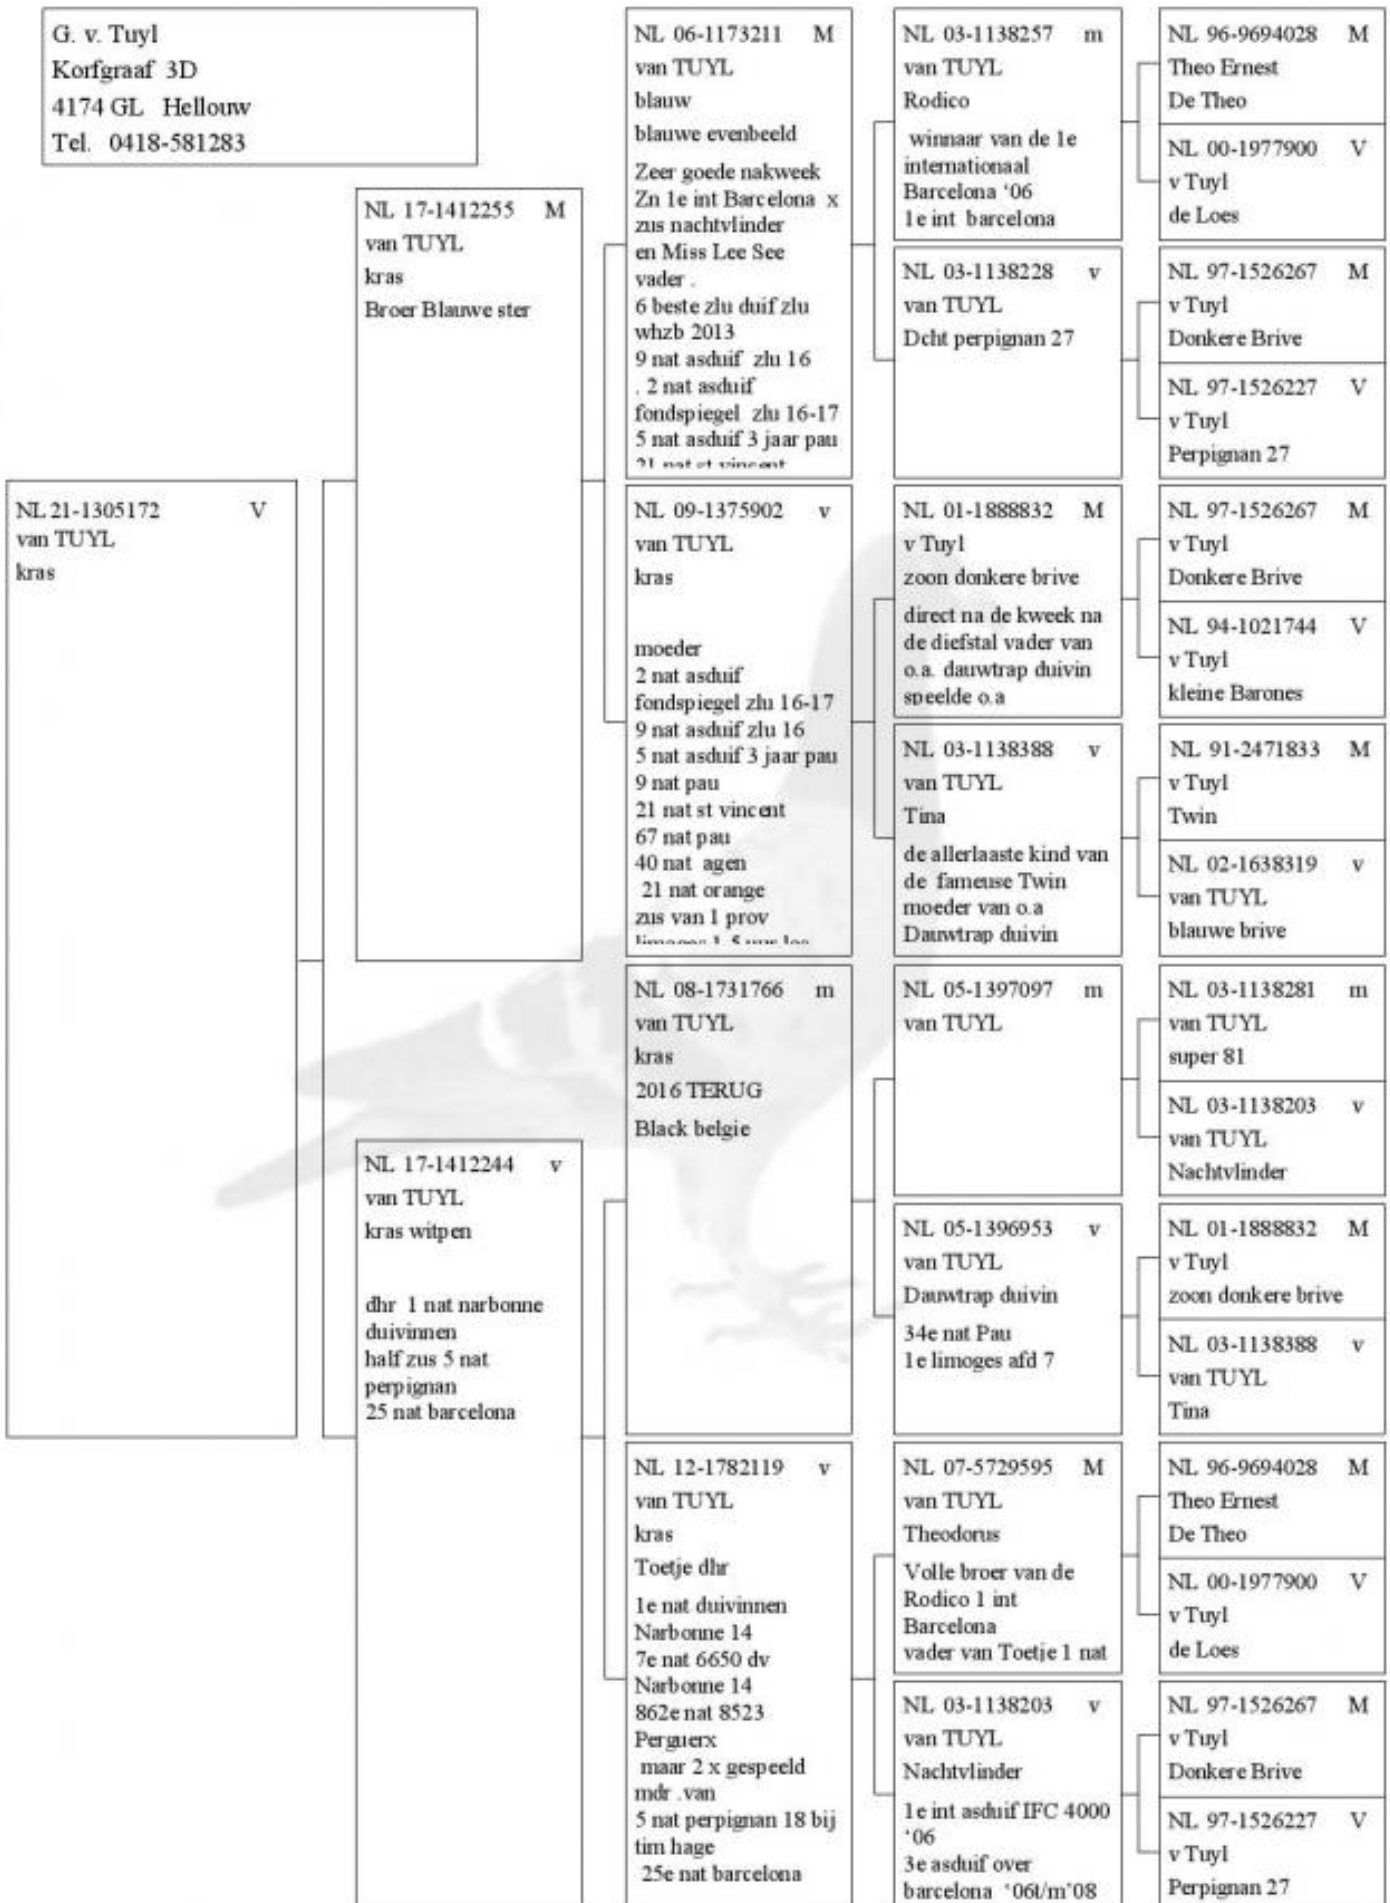 G. v. Tuyl
Korfgraaf 3D
4174 GL Hellouw
Tel. 0418-581283
NL 21-1305172 V
van TUYL
kras
NL 17-1412255 M
van TUYL
kras
Broer Blauwe ster
NL 17-1412244 v
van TUYL
kras witpen
dhr 1 nat narbonne
duivinnen
half zus 5 nat
perpignan
25 nat barcelona
NL 06-1173211 M
van TUYL
blauw
blauwe evenbeeld
Zeer goede nakweek
Zn 1e int Barcelona x
zus nachtvlinder
en Miss Lee See
vader .
6 beste zlu duif zlu
whzb 2013
9 nat asduif zlu 16
. 2 nat asduif
fondspiegel zlu 16-17
5 nat asduif 3 jaar pau
21 nat st vincent
NL 09-1375902 v
van TUYL
kras
moeder
2 nat asduif
fondspiegel zlu 16-17
9 nat asduif zlu 16
5 nat asduif 3 jaar pau
9 nat pau
21 nat st vincent
67 nat pau
40 nat agen
21 nat orange
zus van 1 prov
limoges 1,5 uur los
NL 08-1731766 m
van TUYL
kras
2016 TERUG
Black belgie
NL 12-1782119 v
van TUYL
kras
Toetje dhr
1e nat duivinnen
Narbonne 14
7e nat 6650 dv
Narbonne 14
862e nat 8523
Perguerx
maar 2 x gespeeld
mdr .van
5 nat perpignan 18 bij
tim hage
25e nat barcelona
NL 03-1138257 m
van TUYL
Rodico
winnaar van de 1e
internationaal
Barcelona ‘06
1e int barcelona
NL 03-1138228 v
van TUYL
Dcht perpignan 27
NL 01-1888832 M
v Tuyl
zoon donkere brive
direct na de kweek na
de diefstal vader van
o.a. dauwtrap duivin
speelde o.a
NL 03-1138388 v
van TUYL
Tina
de allerlaaste kind van
de fameuse Twin
moeder van o.a
Dauwtrap duivin
NL 05-1397097 m
van TUYL
NL 05-1396953 v
van TUYL
Dauwtrap duivin
34e nat Pau
1e limoges afd 7
NL 07-5729595 M
van TUYL
Theodorus
Volle broer van de
Rodico 1 int
Barcelona
vader van Toetje 1 nat
NL 03-1138203 v
van TUYL
Nachtvlinder
1e int asduif IFC 4000
‘06
3e asduif over
barcelona ‘06t/m’08
NL 96-9694028 M
Theo Ernest
De Theo
NL 00-1977900 V
v Tuyl
de Loes
NL 97-1526267 M
v Tuyl
Donkere Brive
NL 97-1526227 V
v Tuyl
Perpignan 27
NL 97-1526267 M
v Tuyl
Donkere Brive
NL 94-1021744 V
v Tuyl
kleine Barones
NL 91-2471833 M
v Tuyl
Twin
NL 02-1638319 v
van TUYL
blauwe brive
NL 03-1138281 m
van TUYL
super 81
NL 03-1138203 v
van TUYL
Nachtvlinder
NL 01-1888832 M
v Tuyl
zoon donkere brive
NL 03-1138388 v
van TUYL
Tina
NL 96-9694028 M
Theo Ernest
De Theo
NL 00-1977900 V
v Tuyl
de Loes
NL 97-1526267 M
v Tuyl
Donkere Brive
NL 97-1526227 V
v Tuyl
Perpignan 27